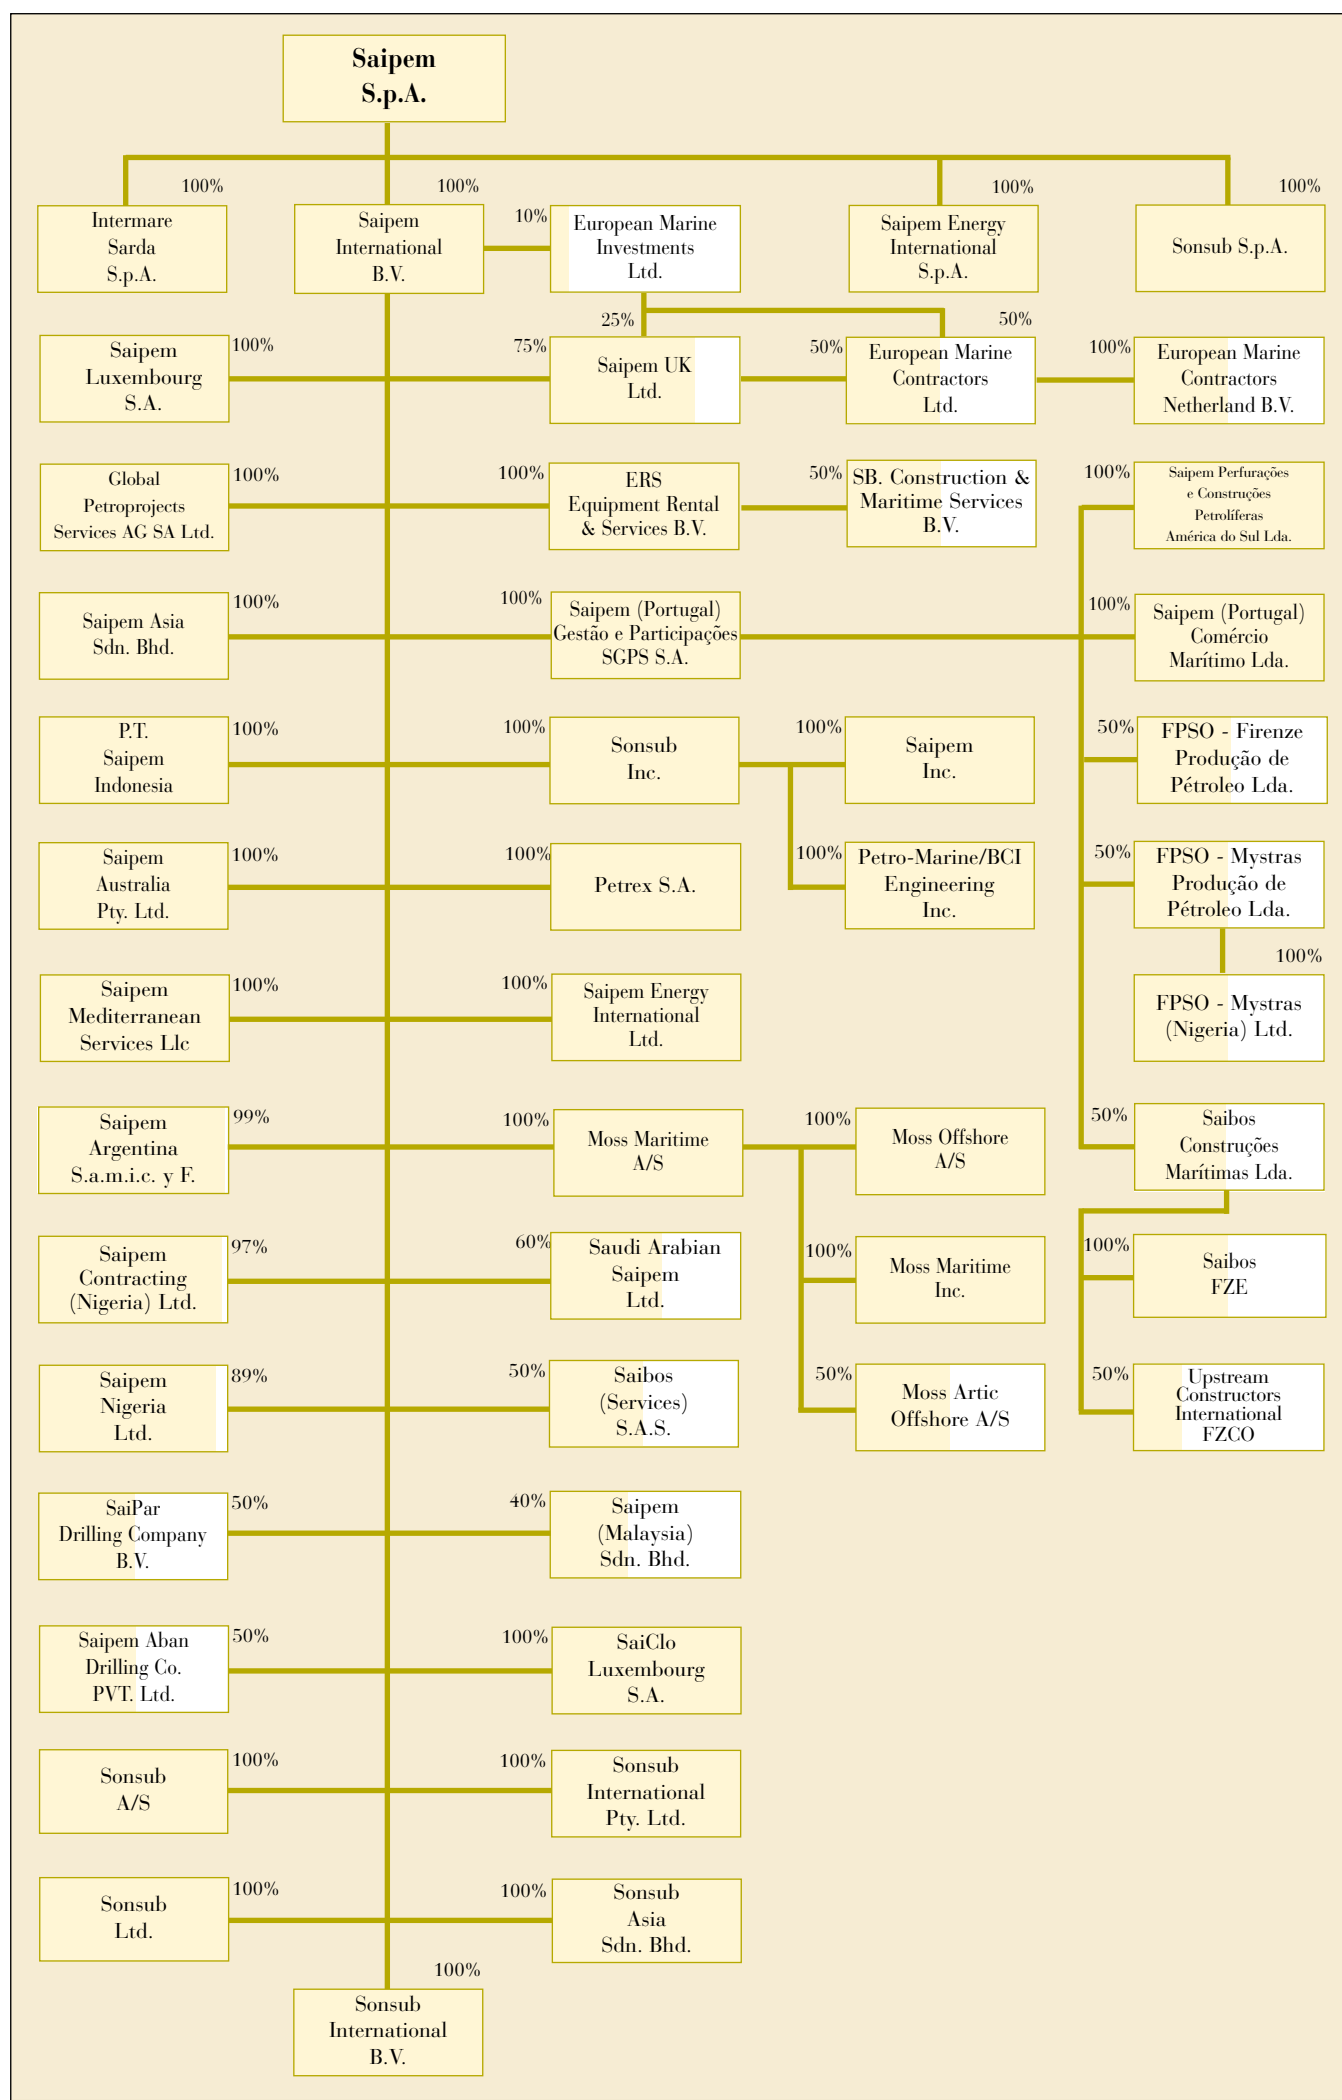 Saipem
S.p.A.
100%
100%
100%
100%
Intermare
Sarda
S.p.A.
Saipem
International
B.V.
10%
European Marine
Investments
Ltd.
Saipem Energy
International
S.p.A.
Sonsub S.p.A.
25%
50%
Saipem
Luxembourg
S.A.
100%
75%
Saipem UK
Ltd.
50%
European Marine
Contractors
Ltd.
100%
European Marine
Contractors
Netherland B.V.
Global
Petroprojects
Services AG SA Ltd.
100%
100%
ERS
Equipment Rental
& Services B.V.
50%
SB. Construction &
Maritime Services
B.V.
100%
Saipem Perfurações
e Construções
Petrolíferas
América do Sul Lda.
Saipem Asia
Sdn. Bhd.
100%
100%
Saipem (Portugal)
Gestão e Participações
SGPS S.A.
100%
Saipem (Portugal)
Comércio
Marítimo Lda.
P.T.
Saipem
Indonesia
100%
100%
Sonsub
Inc.
100%
Saipem
Inc.
50%
FPSO - Firenze
Produção de
Pétroleo Lda.
Saipem
Australia
Pty. Ltd.
100%
100%
Petrex S.A.
100%
Petro-Marine/BCI
Engineering
Inc.
50%
FPSO - Mystras
Produção de
Pétroleo Lda.
100%
Saipem
Mediterranean
Services Llc
100%
100%
Saipem Energy
International
Ltd.
FPSO - Mystras
(Nigeria) Ltd.
Saipem
Argentina
S.a.m.i.c. y F.
99%
100%
Moss Maritime
A/S
100%
Moss Offshore
A/S
50%
Saibos
Construções
Marítimas Lda.
Saipem
Contracting
(Nigeria) Ltd.
97%
60%
Saudi Arabian
Saipem
Ltd.
100%
Moss Maritime
Inc.
100%
Saibos
FZE
Saipem
Nigeria
Ltd.
89%
50%
Saibos
(Services)
S.A.S.
50%
Moss Artic
Offshore A/S
50%
Upstream
Constructors
International
FZCO
SaiPar
Drilling Company
B.V.
50%
40%
Saipem
(Malaysia)
Sdn. Bhd.
Saipem Aban
Drilling Co.
PVT. Ltd.
50%
100%
SaiClo
Luxembourg
S.A.
Sonsub
A/S
100%
100%
Sonsub
International
Pty. Ltd.
Sonsub
Ltd.
100%
100%
Sonsub
Asia
Sdn. Bhd.
100%
Sonsub
International
B.V.